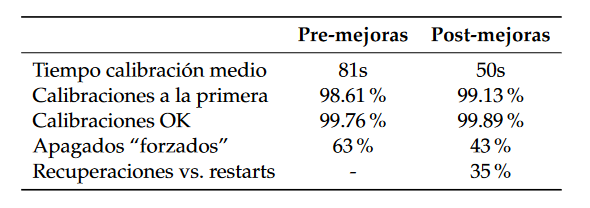 Pre-mejoras Post-mejoras
Tiempo calibración medio 81s 50s
Calibraciones a la primera 98.61 % 99.13 %
Calibraciones OK 99.76 % 99.89 %
Apagados “forzados” 63 % 43 %
Recuperaciones vs. restarts - 35 %